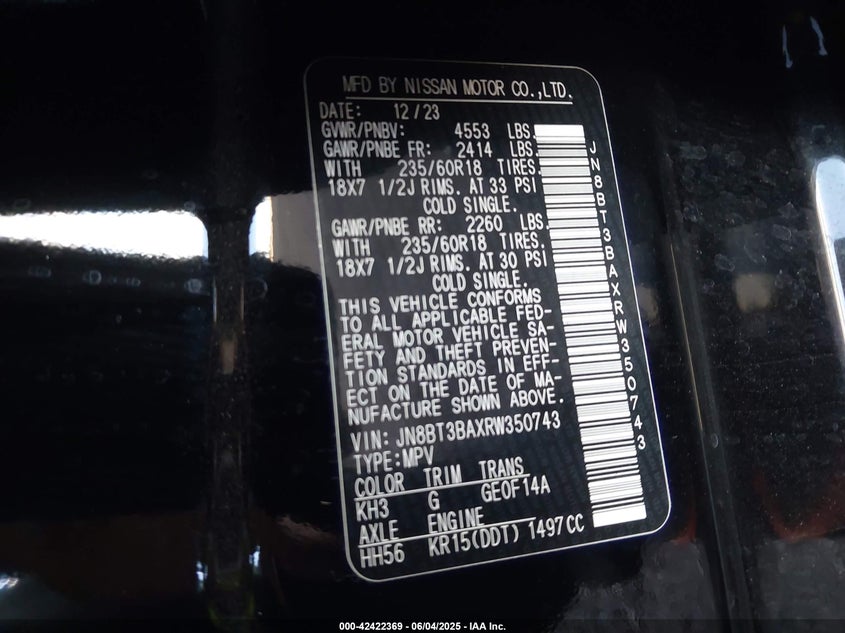 MFD BY NISSAN MOTOR CO.,LTD.
DATE: 12/23
GVWR/PNBV: 4553 LBS.
GAWR/PNBE FR: 2414 LBS.
WITH 235/60R18 TIRES.
18X7 1/2J RIMS. AT 33 PSI
COLD SINGLE.
GAWR/PNBE RR: 2260 LBS.
WITH 235/60R18 TIRES.
18X7 1/2J RIMS. AT 30 PSI
COLD SINGLE.
THIS VEHICLE CONFORMS
TO ALL APPLICABLE FED-
ERAL MOTOR VEHICLE SA-
FETY AND THEFT PREVEN-
TION STANDARDS IN EFF-
ECT ON THE DATE OF MA-
NUFACTURE SHOWN ABOVE.
VIN: JN8BT3BAXRW350743
TYPE:MPV
COLOR TRIM TRANS
KH3 G GE0F14A
AXLE ENGINE
HH56 KR15(DDT) 1497CC
JN8BT3BAXRW350743
000-42422369 - 06/04/2025 - IAA Inc.